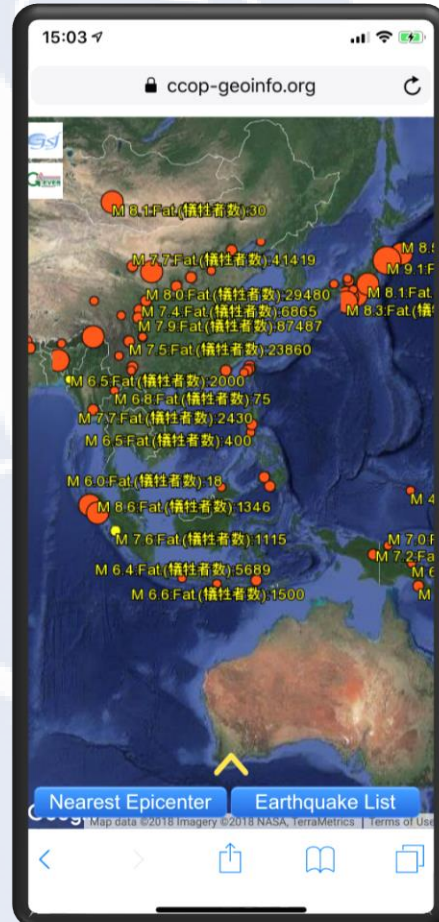 15:03
ccop-geoinfo.org
M 8.1.Fat.(犠牲者数):30
M 7.7.Fat.(犠牲者数):41419
M 8.
M 9.1.F
M 8.0.Fat.(犠牲者数):29480
M 8.1.Fat.
M 7.4.Fat.(犠牲者数):6865
M 8.3.Fat.(犠
M 7.9.Fat.(犠牲者数):87487
M 7.5.Fat.(犠牲者数):23860
M 6.5.Fat.(犠牲者数):2000
M 6.8.Fat.(犠牲者数):75
M 7.7.Fat.(犠牲者数):2430
M 6.5.Fat.(犠牲者数):400
M 6.0.Fat.(犠牲者数):18
M 4
M 8.6.Fat.(犠牲者数):1346
M 7.6.Fat.(犠牲者数):1115
M 7.0.F
M 7.2.Fa
M 6.4.Fat.(犠牲者数):5689
M 6
M 6.6.Fat.(犠牲者数):1500
M
Nearest Epicenter
Earthquake List
Map data ©2018 Imagery ©2018 NASA, TerraMetrics
Terms of Use